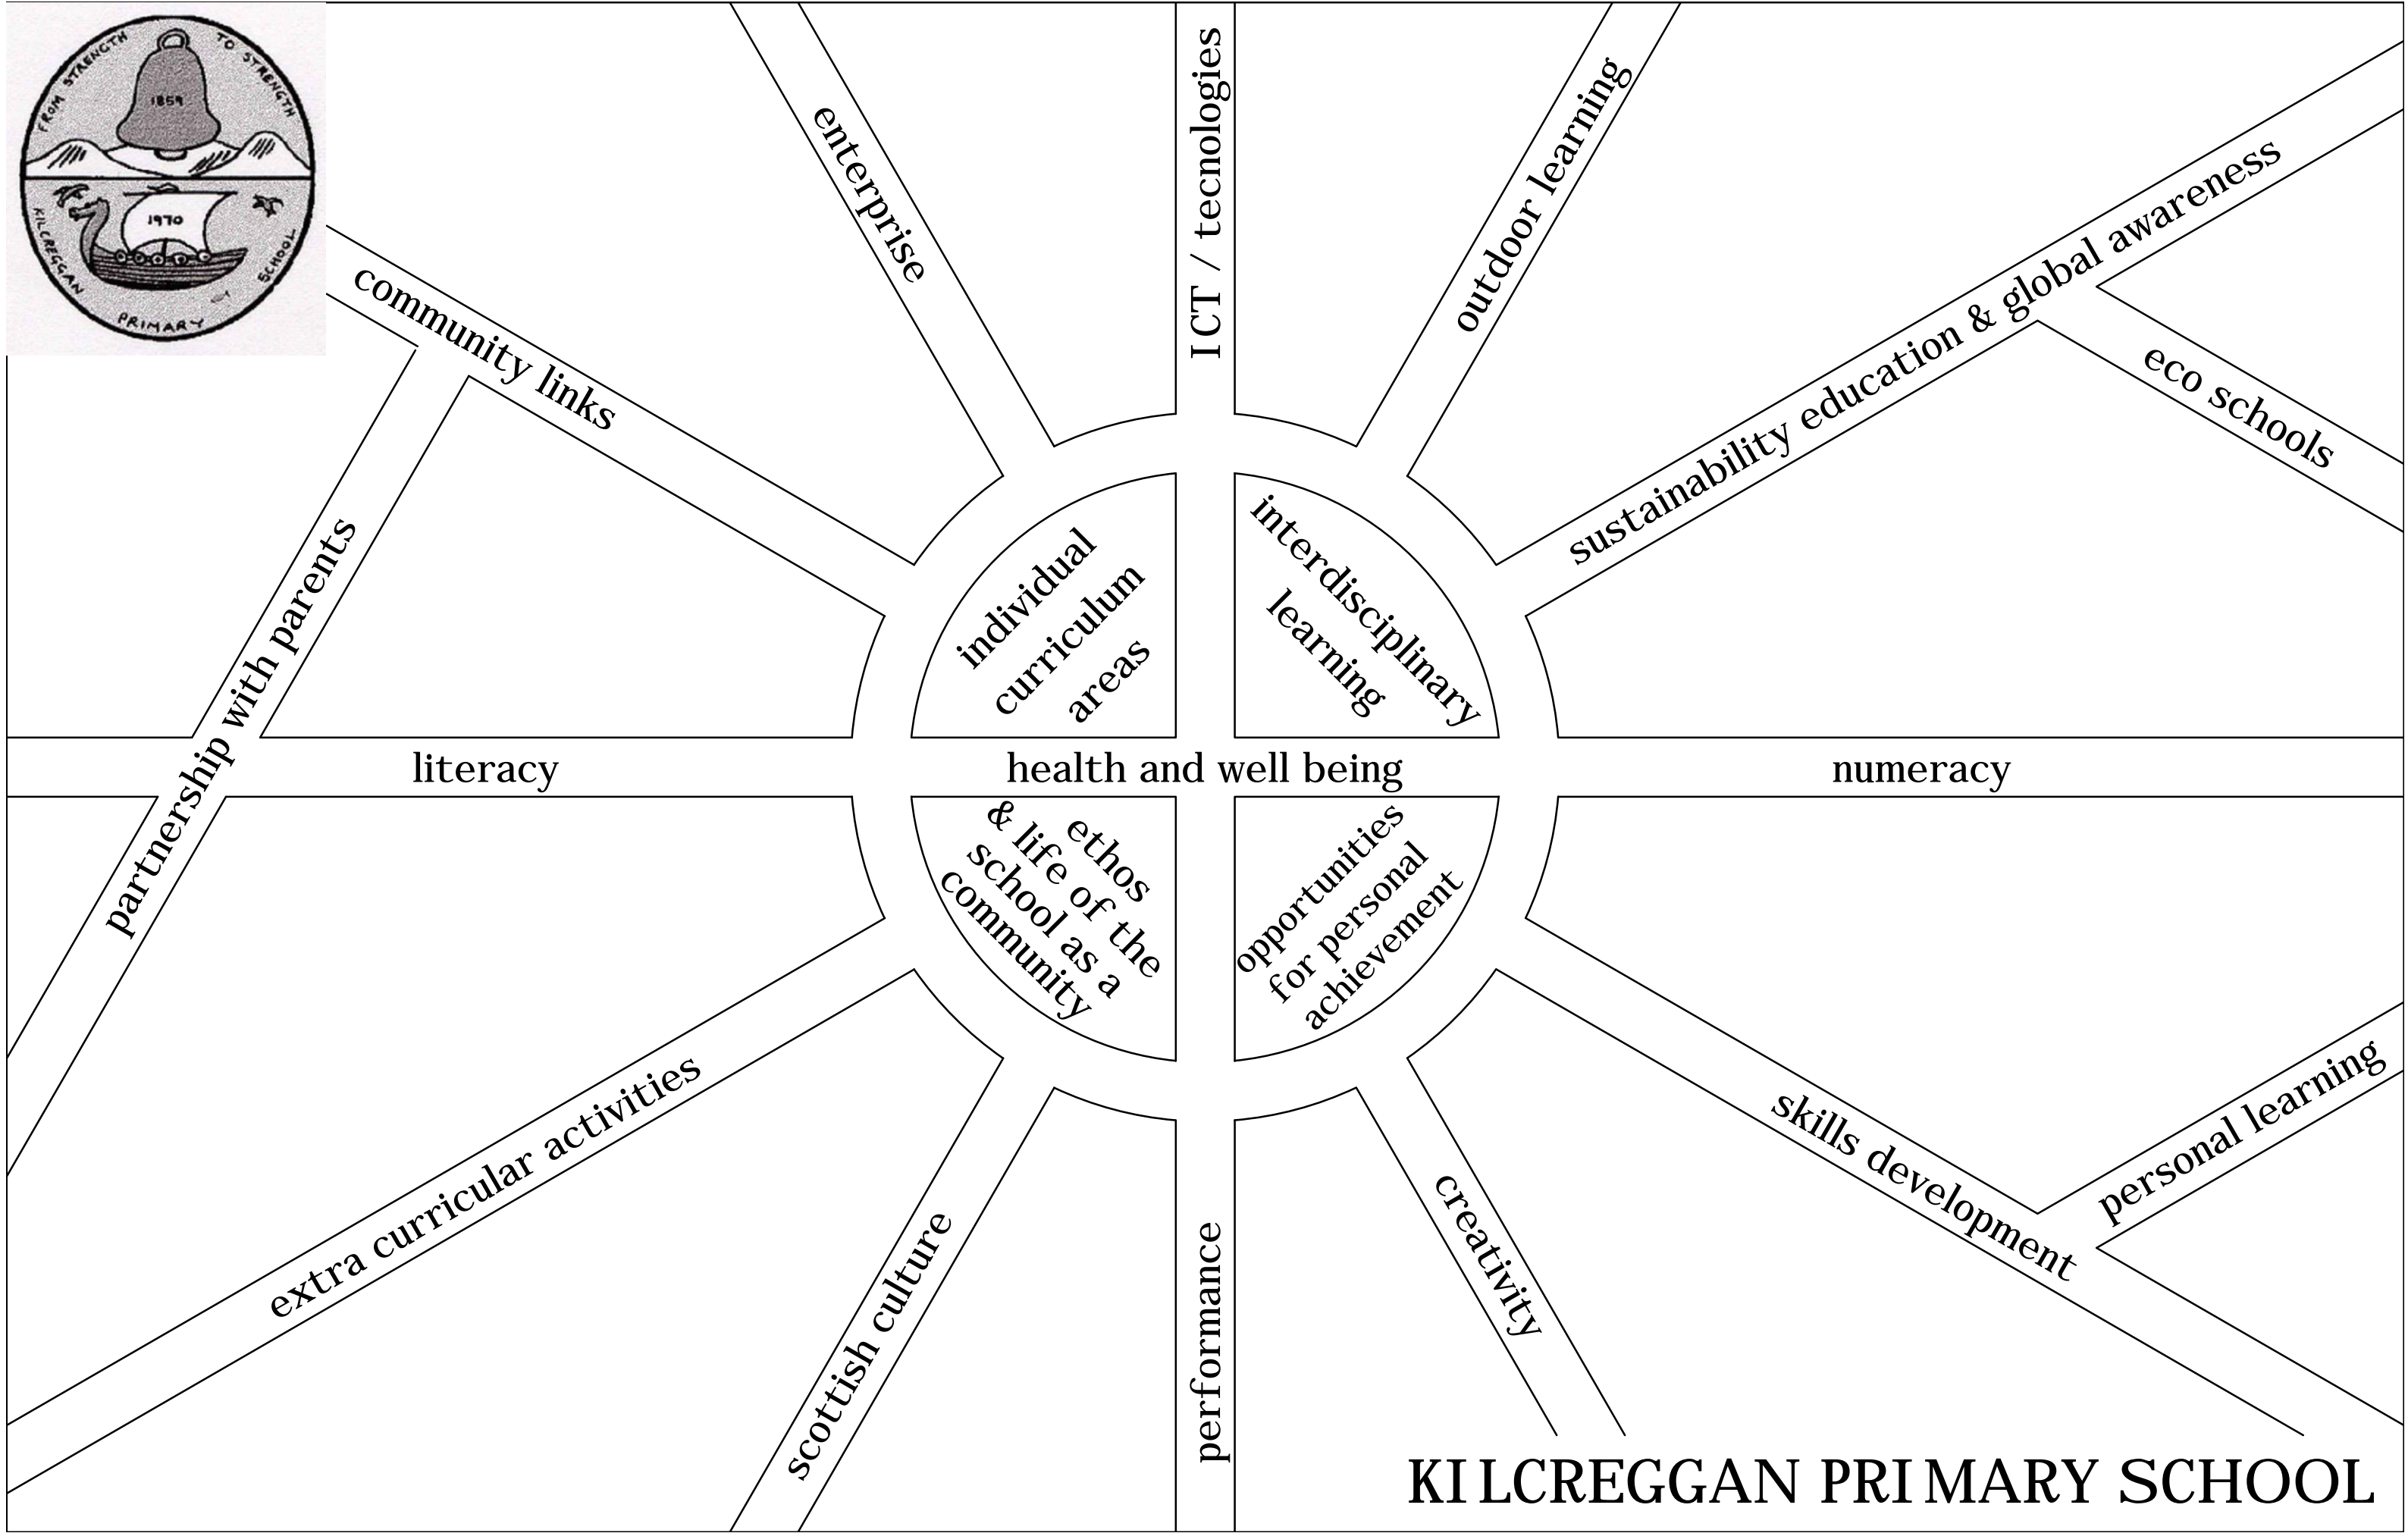 FROM STRENGTH TO STRENGTH
1859
1970
KILCREGGAN PRIMARY SCHOOL
enterprise
ICT / tecnologies
outdoor learning
sustainability education & global awareness
eco schools
community links
partnership with parents
individual
curriculum
areas
interdisciplinary
learning
literacy
health and well being
numeracy
ethos
& life of the
school as a
community
opportunities
for personal
achievement
extra curricular activities
scottish culture
performance
creativity
skills development
personal learning
KILCREGGAN PRIMARY SCHOOL